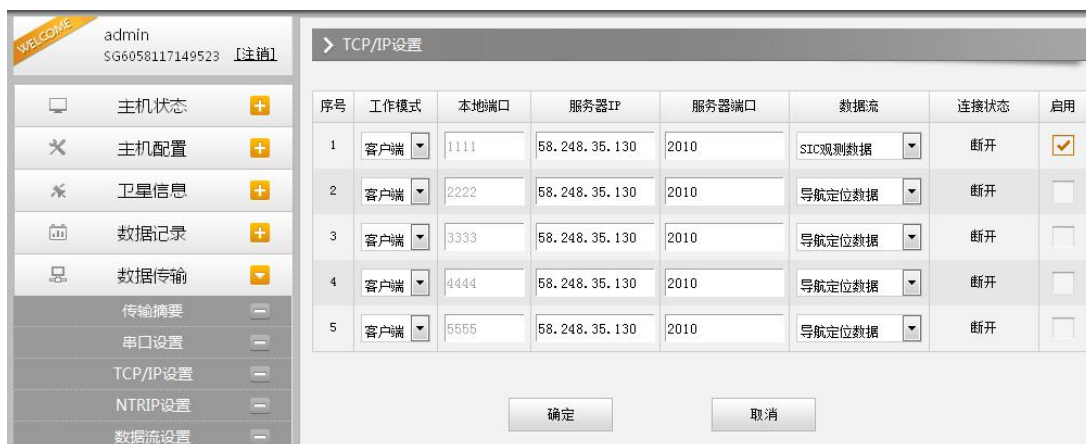 WELCOME
admin
SG6058117149523 [注销]
主机状态
主机配置
卫星信息
数据记录
数据传输
传输摘要
串口设置
TCP/IP设置
NTRIP设置
数据流设置
TCP/IP设置
序号 工作模式 本地端口 服务器IP 服务器端口 数据流 连接状态 启用
1 客户端 1111 58.248.35.130 2010 SIC观测数据 断开
2 客户端 2222 58.248.35.130 2010 导航定位数据 断开
3 客户端 3333 58.248.35.130 2010 导航定位数据 断开
4 客户端 4444 58.248.35.130 2010 导航定位数据 断开
5 客户端 5555 58.248.35.130 2010 导航定位数据 断开
确定 取消